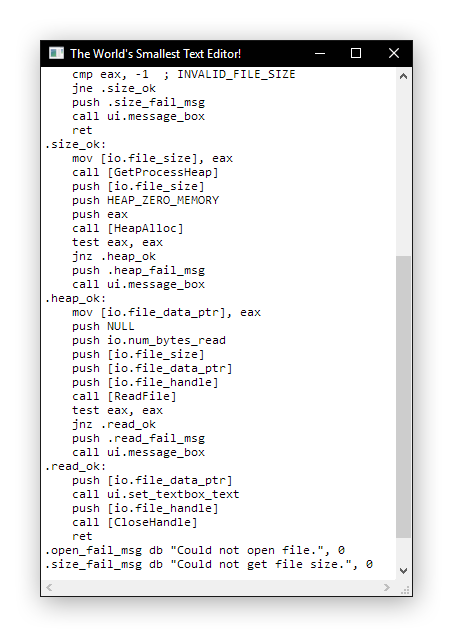 The World's Smallest Text Editor!
    cmp eax, -1  ; INVALID_FILE_SIZE
    jne .size_ok
    push .size_fail_msg
    call ui.message_box
    ret
.size_ok:
    mov [io.file_size], eax
    call [GetProcessHeap]
    push [io.file_size]
    push HEAP_ZERO_MEMORY
    push eax
    call [HeapAlloc]
    test eax, eax
    jnz .heap_ok
    push .heap_fail_msg
    call ui.message_box
.heap_ok:
    mov [io.file_data_ptr], eax
    push NULL
    push io.num_bytes_read
    push [io.file_size]
    push [io.file_data_ptr]
    push [io.file_handle]
    call [ReadFile]
    test eax, eax
    jnz .read_ok
    push .read_fail_msg
    call ui.message_box
.read_ok:
    push [io.file_data_ptr]
    call ui.set_textbox_text
    push [io.file_handle]
    call [CloseHandle]
    ret
.open_fail_msg db "Could not open file.", 0
.size_fail_msg db "Could not get file size.", 0